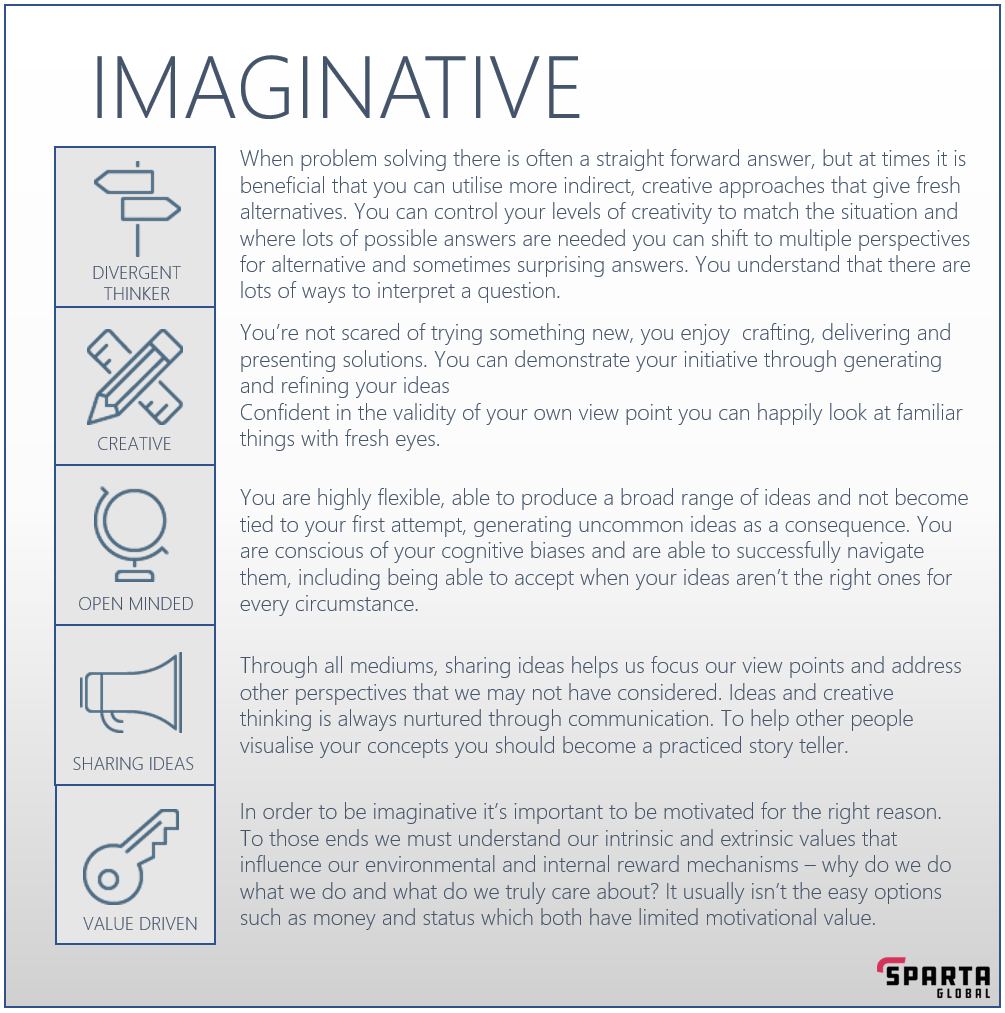 IMAGINATIVE
DIVERGENT
THINKER
When problem solving there is often a straight forward answer, but at times it is
beneficial that you can utilise more indirect, creative approaches that give fresh
alternatives. You can control your levels of creativity to match the situation and
where lots of possible answers are needed you can shift to multiple perspectives
for alternative and sometimes surprising answers. You understand that there are
lots of ways to interpret a question.
CREATIVE
You're not scared of trying something new, you enjoy  crafting, delivering and
presenting solutions. You can demonstrate your initiative through generating
and refining your ideas
Confident in the validity of your own view point you can happily look at familiar
things with fresh eyes.
OPEN MINDED
You are highly flexible, able to produce a broad range of ideas and not become
tied to your first attempt, generating uncommon ideas as a consequence. You
are conscious of your cognitive biases and are able to successfully navigate
them, including being able to accept when your ideas aren't the right ones for
every circumstance.
SHARING IDEAS
Through all mediums, sharing ideas helps us focus our view points and address
other perspectives that we may not have considered. Ideas and creative
thinking is always nurtured through communication. To help other people
visualise your concepts you should become a practiced story teller.
VALUE DRIVEN
In order to be imaginative it's important to be motivated for the right reason.
To those ends we must understand our intrinsic and extrinsic values that
influence our environmental and internal reward mechanisms – why do we do
what we do and what do we truly care about? It usually isn't the easy options
such as money and status which both have limited motivational value.
SPARTA
GLOBAL